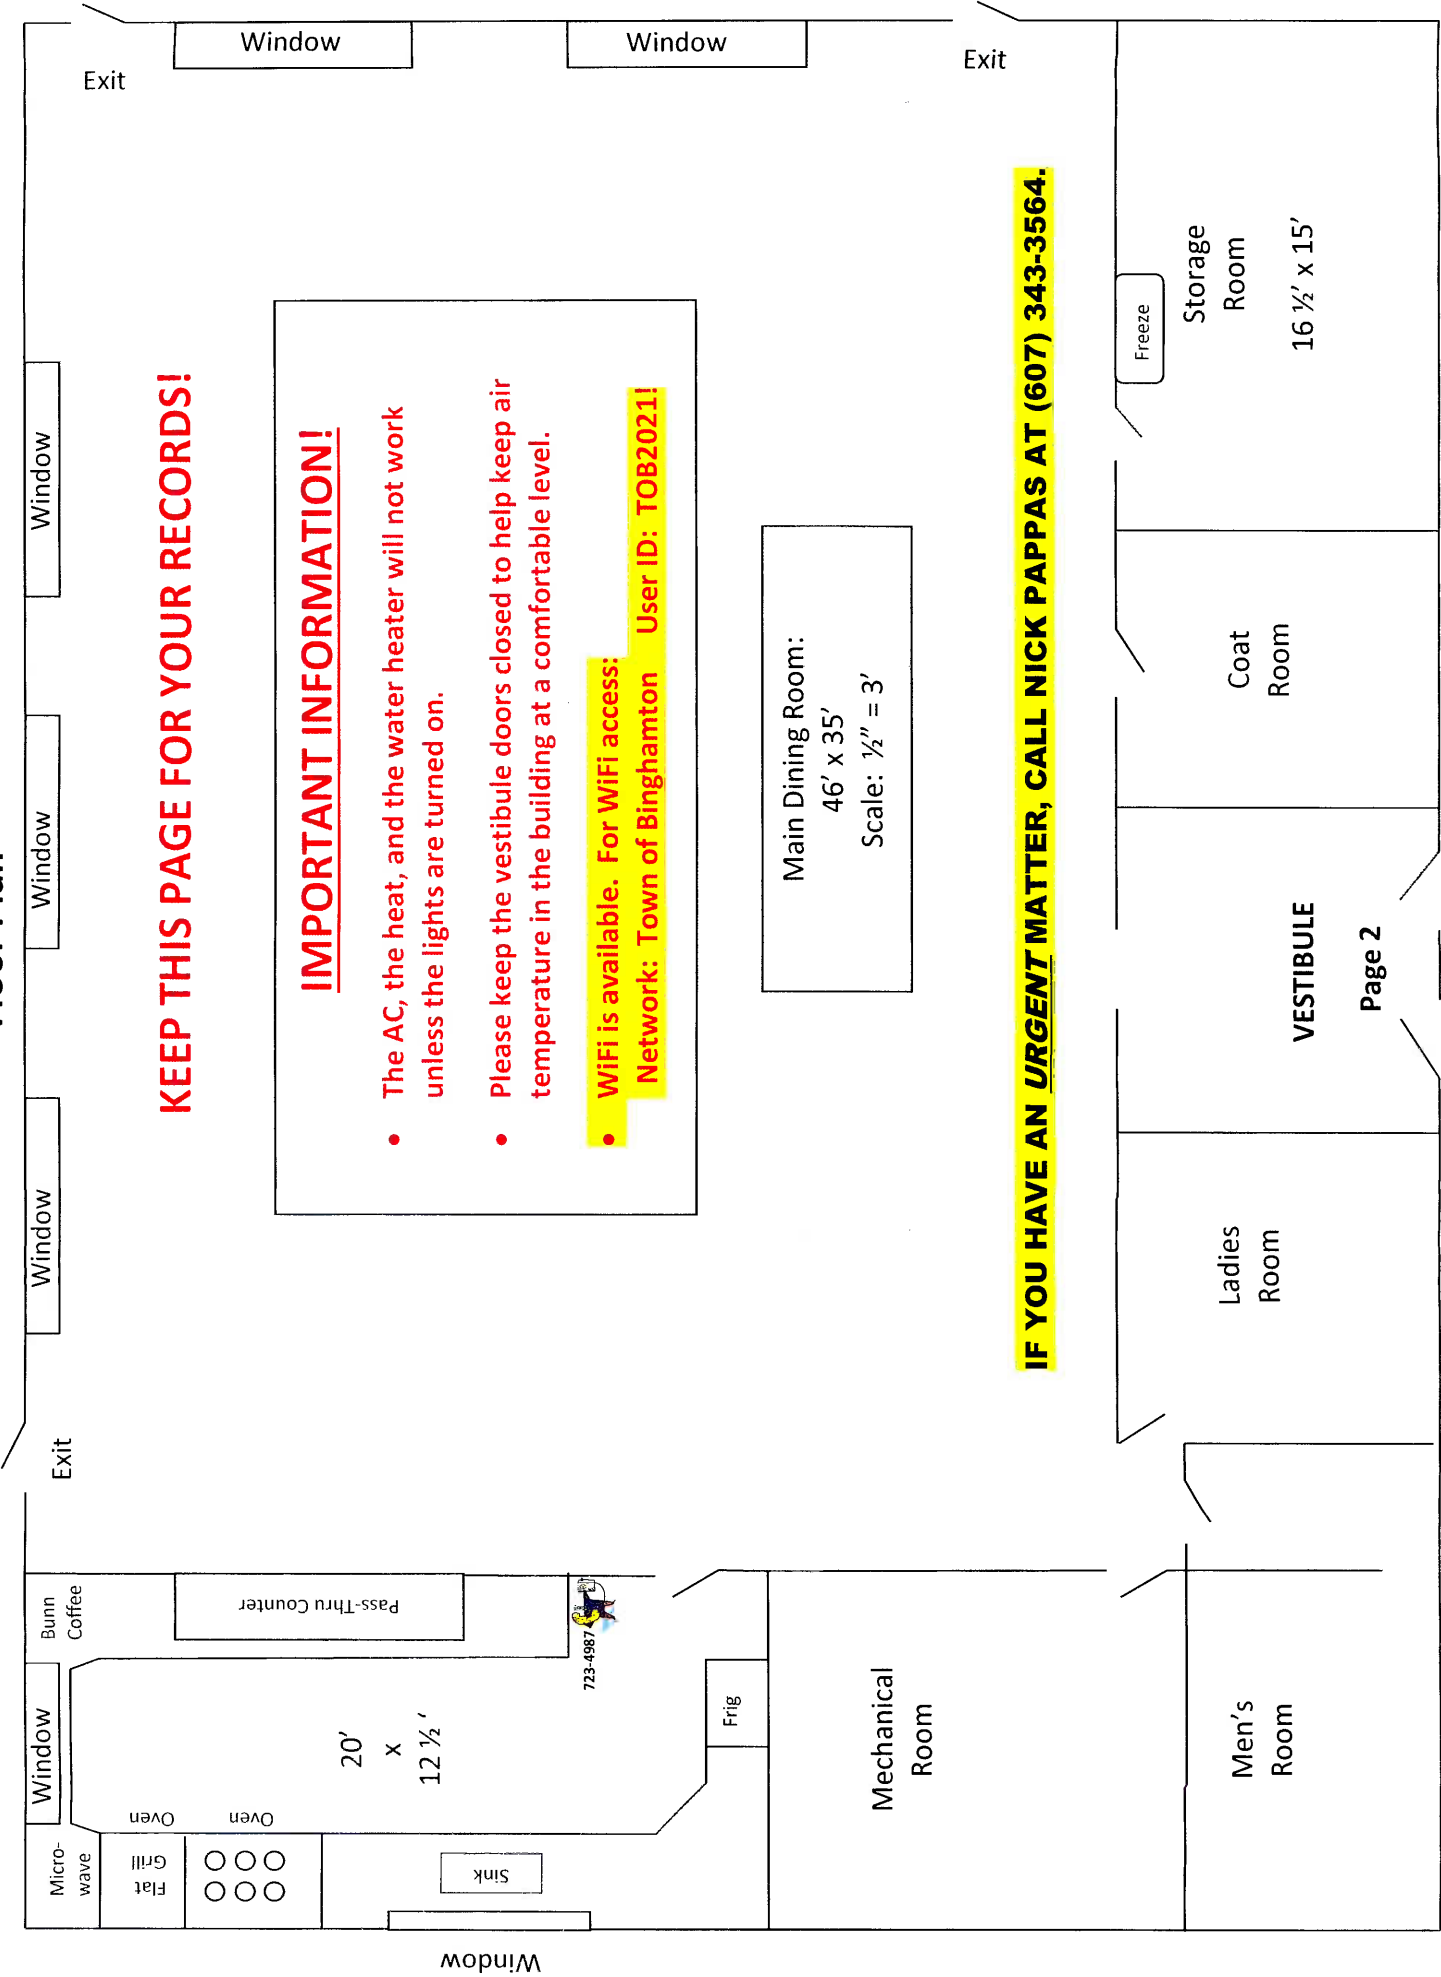 KEEP THIS PAGE FOR YOUR RECORDS!
Window
Window
Window
Window
Exit
Exit
Window
Window
Exit
Bunn
Coffee
Micro-
wave
Flat
Grill
Oven
Oven
Pass-Thru Counter
20'
x
12 ½ '
Sink
Window
723-4987
Frig
IMPORTANT INFORMATION!
• The AC, the heat, and the water heater will not work
unless the lights are turned on.
• Please keep the vestibule doors closed to help keep air
temperature in the building at a comfortable level.
• WiFi is available. For WiFi access:
Network: Town of Binghamton User ID: TOB2021!
Main Dining Room:
46' x 35'
Scale: ½" = 3'
IF YOU HAVE AN URGENT MATTER, CALL NICK PAPPAS AT (607) 343-3564.
Mechanical
Room
Men's
Room
Ladies
Room
VESTIBULE
Page 2
Coat
Room
Freeze
Storage
Room
16 ½' x 15'